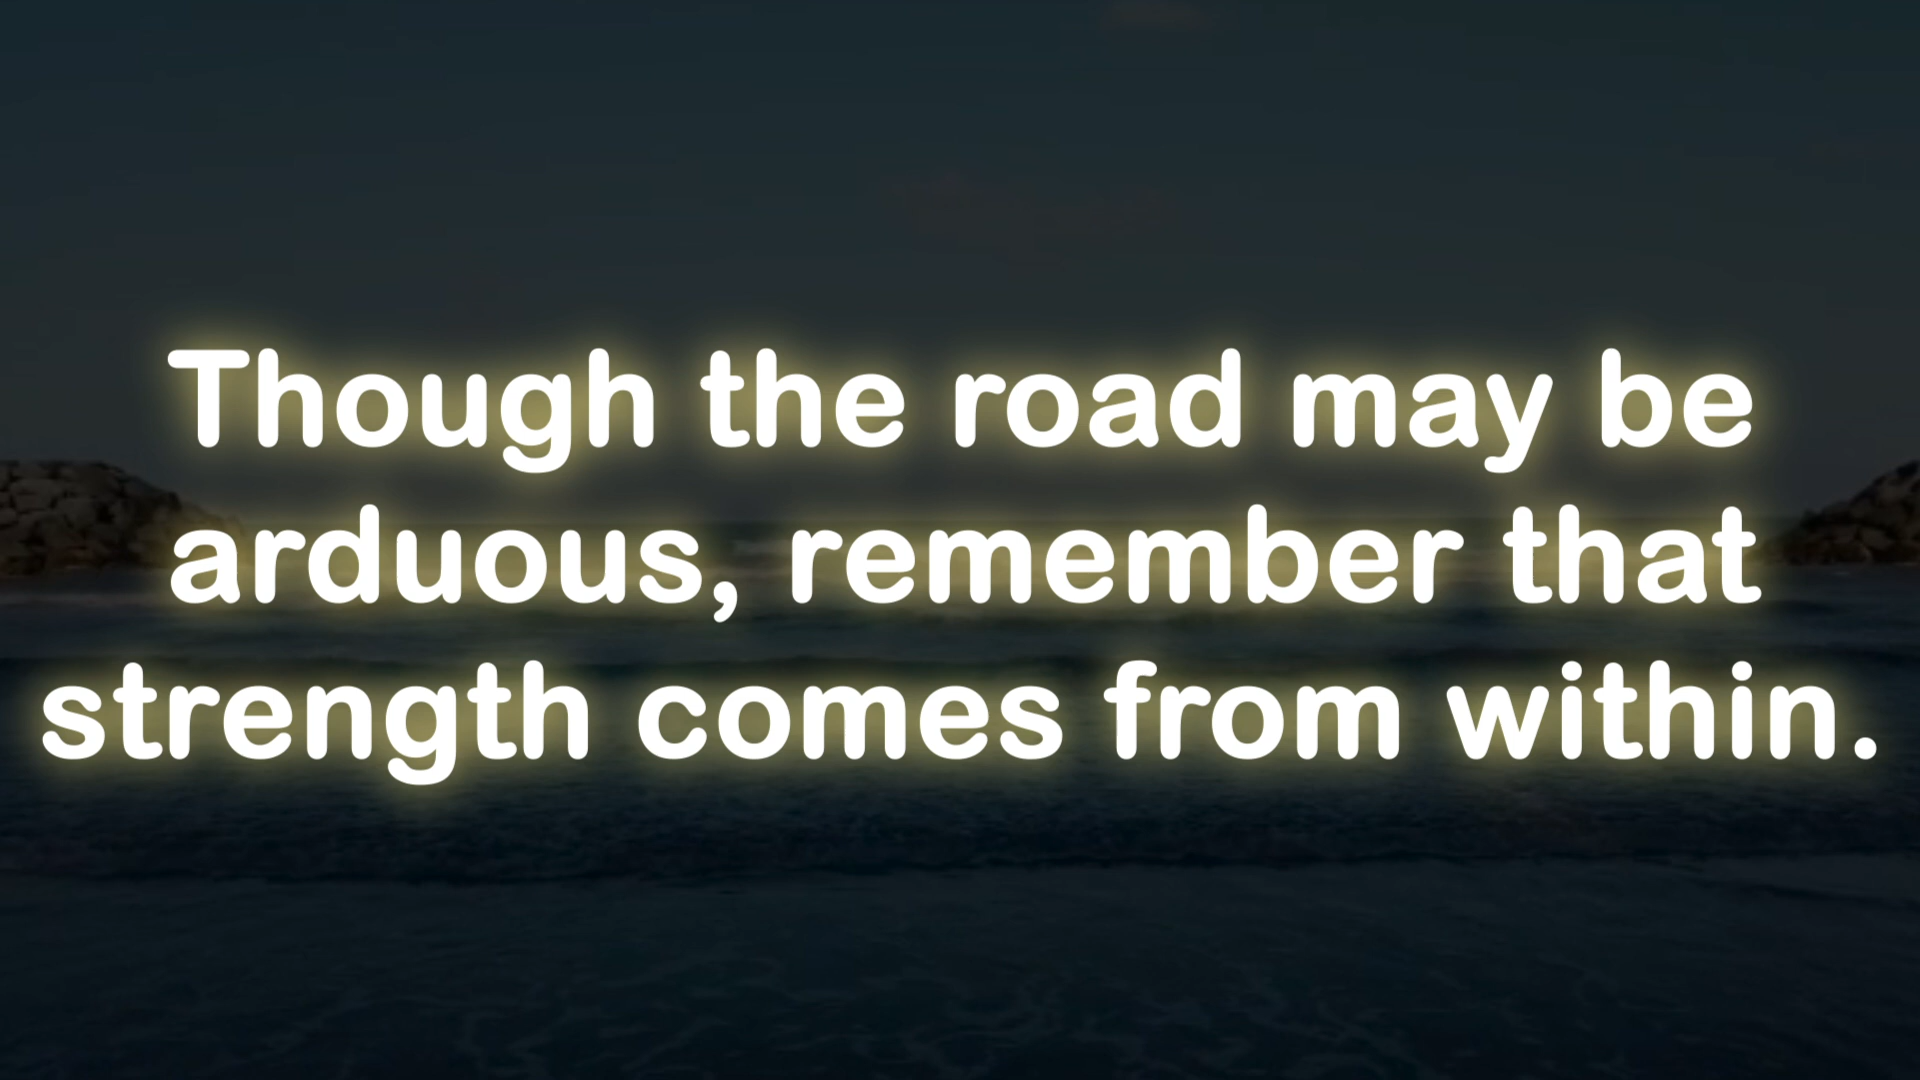 Though the road may be
arduous, remember that
strength comes from within.